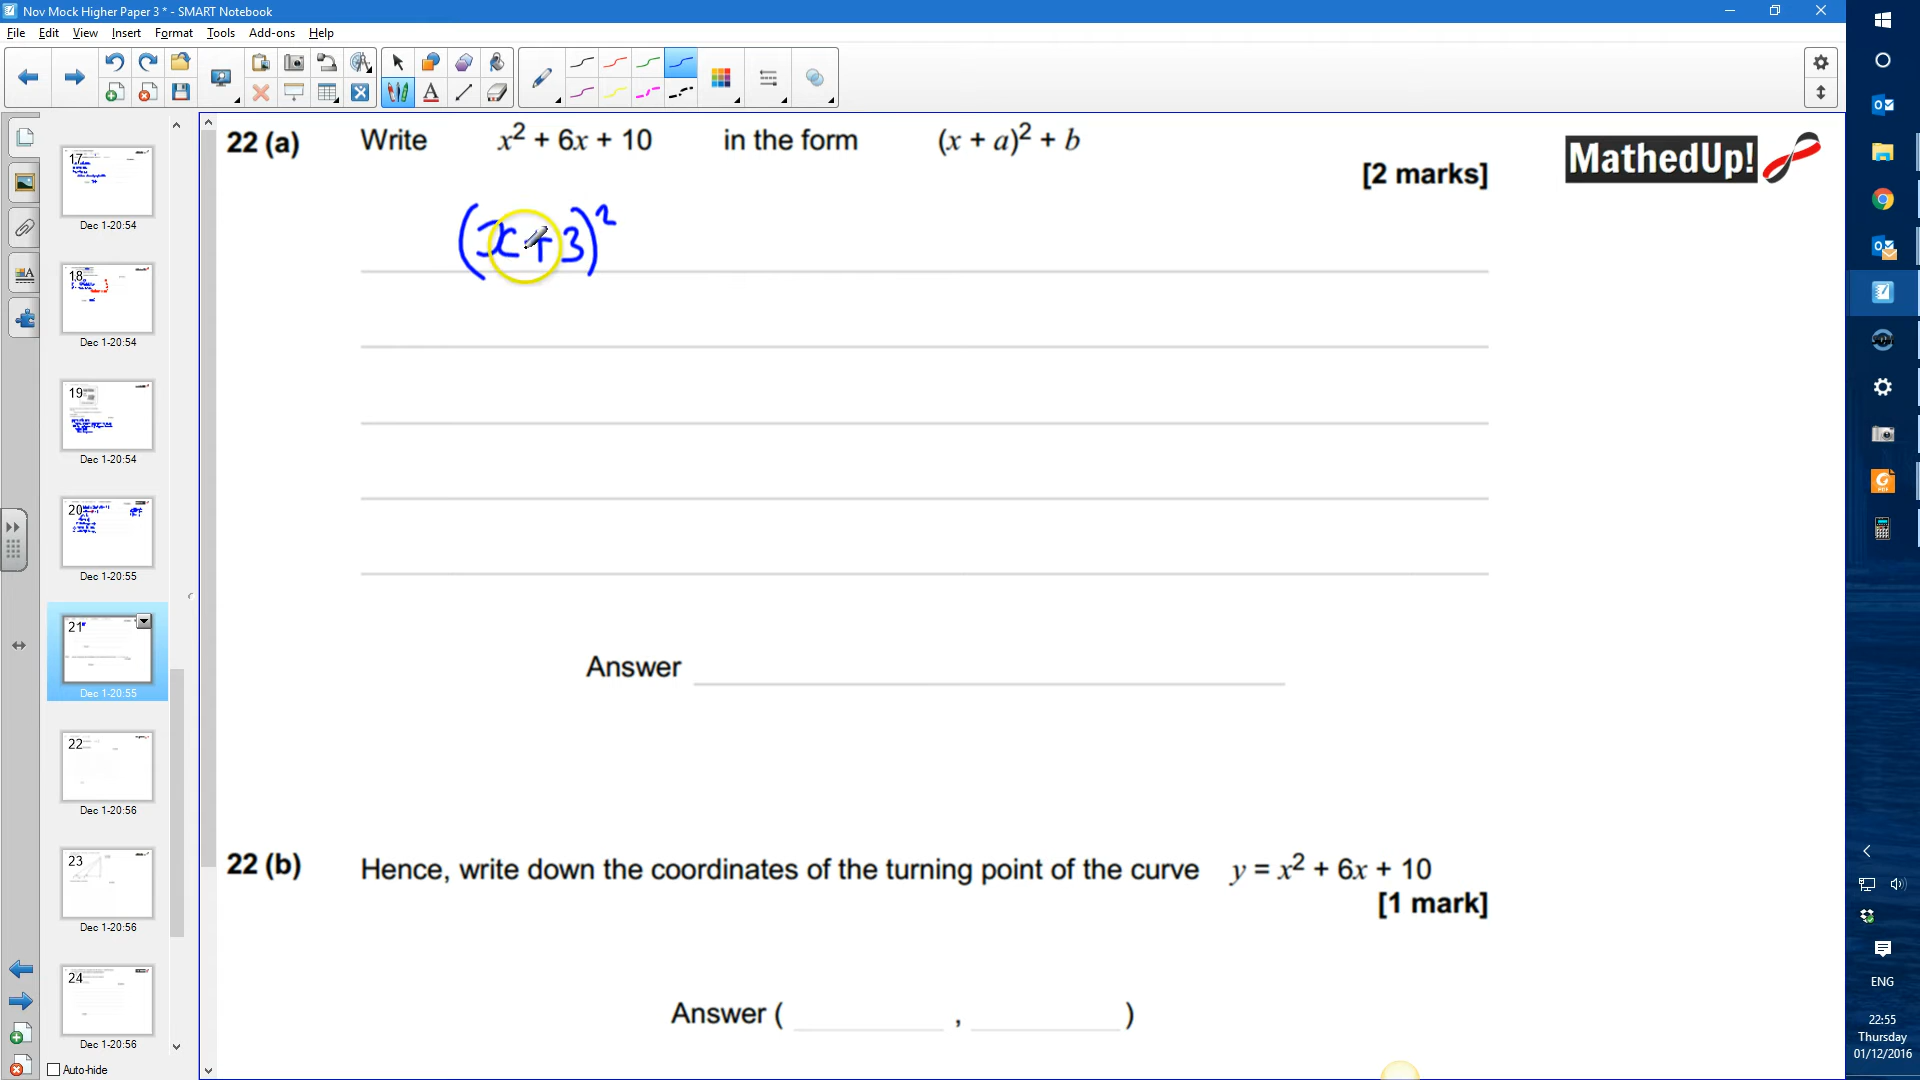 Nov Mock Higher Paper 3 * - SMART Notebook
File Edit View Insert Format Tools Add-ons Help
17
Dec 1-20:54
18
Dec 1-20:54
19
Dec 1-20:54
20
Dec 1-20:55
21
Dec 1-20:55
22
Dec 1-20:56
23
Dec 1-20:56
24
Dec 1-20:56
Auto-hide
22 (a) Write x² + 6x + 10 in the form (x + a)² + b
[2 marks]
MathedUp!
(x+3)²
Answer
22 (b) Hence, write down the coordinates of the turning point of the curve y = x² + 6x + 10
[1 mark]
Answer ( , )
ENG
22:55
Thursday
01/12/2016